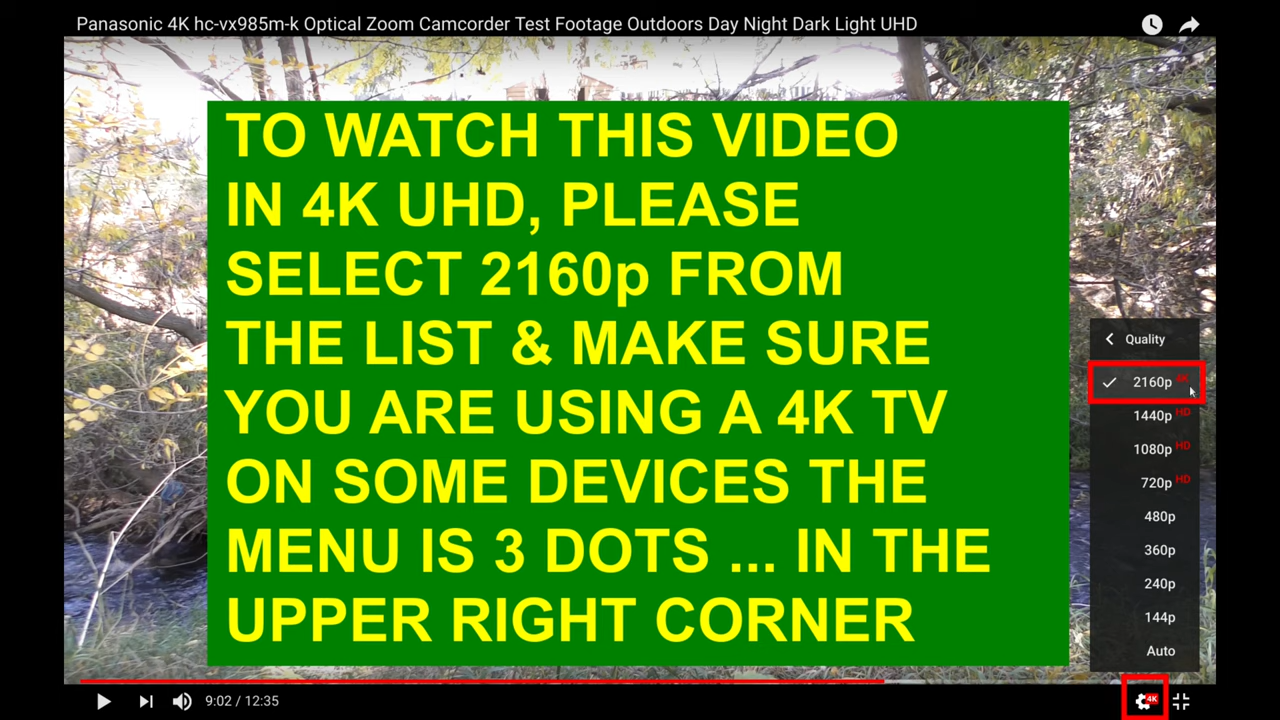 Panasonic 4K hc-vx985m-k Optical Zoom Camcorder Test Footage Outdoors Day Night Dark Light UHD
TO WATCH THIS VIDEO
IN 4K UHD, PLEASE
SELECT 2160p FROM
THE LIST & MAKE SURE
YOU ARE USING A 4K TV
ON SOME DEVICES THE
MENU IS 3 DOTS ... IN THE
UPPER RIGHT CORNER
Quality
2160p 4K
1440p HD
1080p HD
720p HD
480p
360p
240p
144p
Auto
9:02 / 12:35
4K